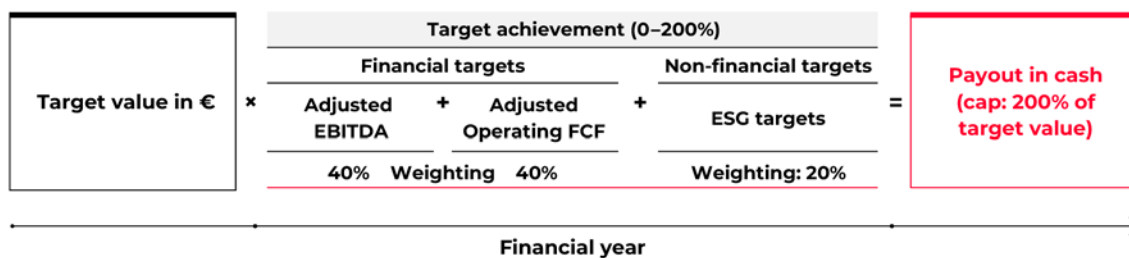 Target achievement (0–200%)
Financial targets
Non-financial targets
Target value in €
×
Adjusted
EBITDA
+
Adjusted
Operating FCF
+
ESG targets
=
Payout in cash
(cap: 200% of
target value)
40% Weighting 40%
Weighting: 20%
Financial year